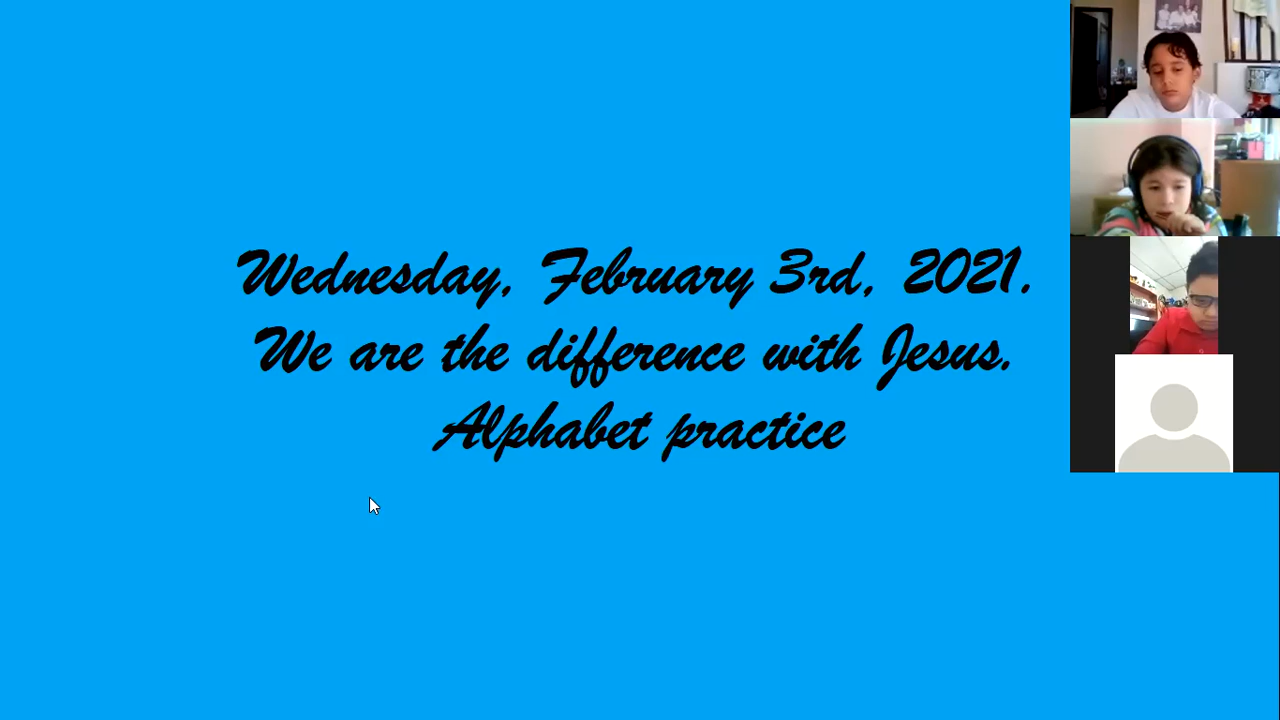 Wednesday, February 3rd, 2021.
We are the difference with Jesus.
Alphabet practice